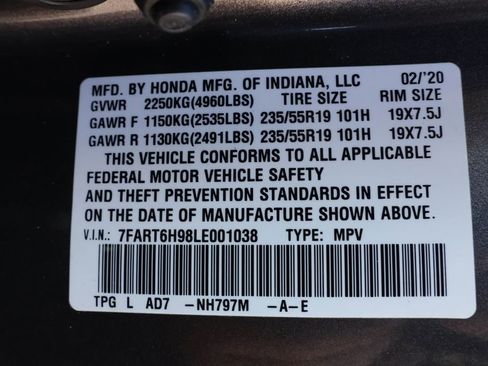 MFD. BY HONDA MFG. OF INDIANA, LLC 02/'20
GVWR 2250KG(4960LBS) TIRE SIZE RIM SIZE
GAWR F 1150KG(2535LBS) 235/55R19 101H 19X7.5J
GAWR R 1130KG(2491LBS) 235/55R19 101H 19X7.5J
THIS VEHICLE CONFORMS TO ALL APPLICABLE
FEDERAL MOTOR VEHICLE SAFETY
AND THEFT PREVENTION STANDARDS IN EFFECT
ON THE DATE OF MANUFACTURE SHOWN ABOVE.
V.I.N.: 7FART6H98LE001038 TYPE: MPV
TPG L AD7 -NH797M -A-E